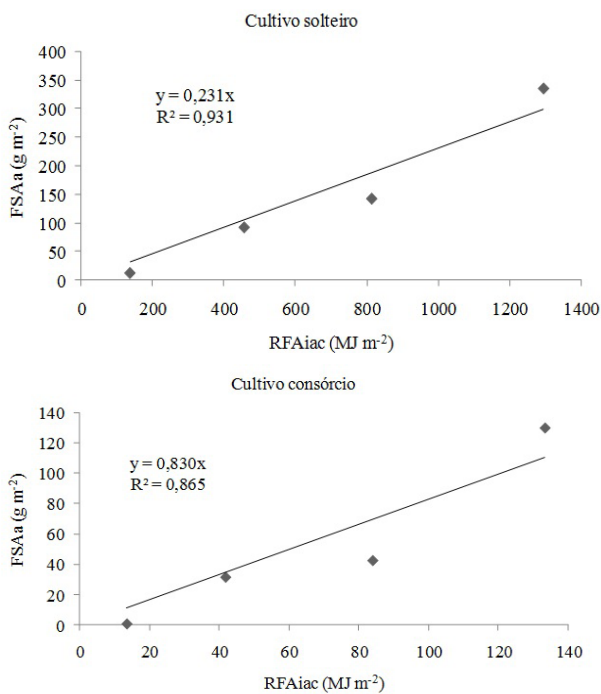 Cultivo solteiro
400
350
300
250
200
150
100
50
0
FSAa (g m⁻²)
y = 0,231x
R² = 0,931
0 200 400 600 800 1000 1200 1400
RFAiac (MJ m⁻²)
Cultivo consórcio
140
120
100
80
60
40
20
0
FSAa (g m⁻²)
y = 0,830x
R² = 0,865
0 20 40 60 80 100 120 140
RFAiac (MJ m⁻²)